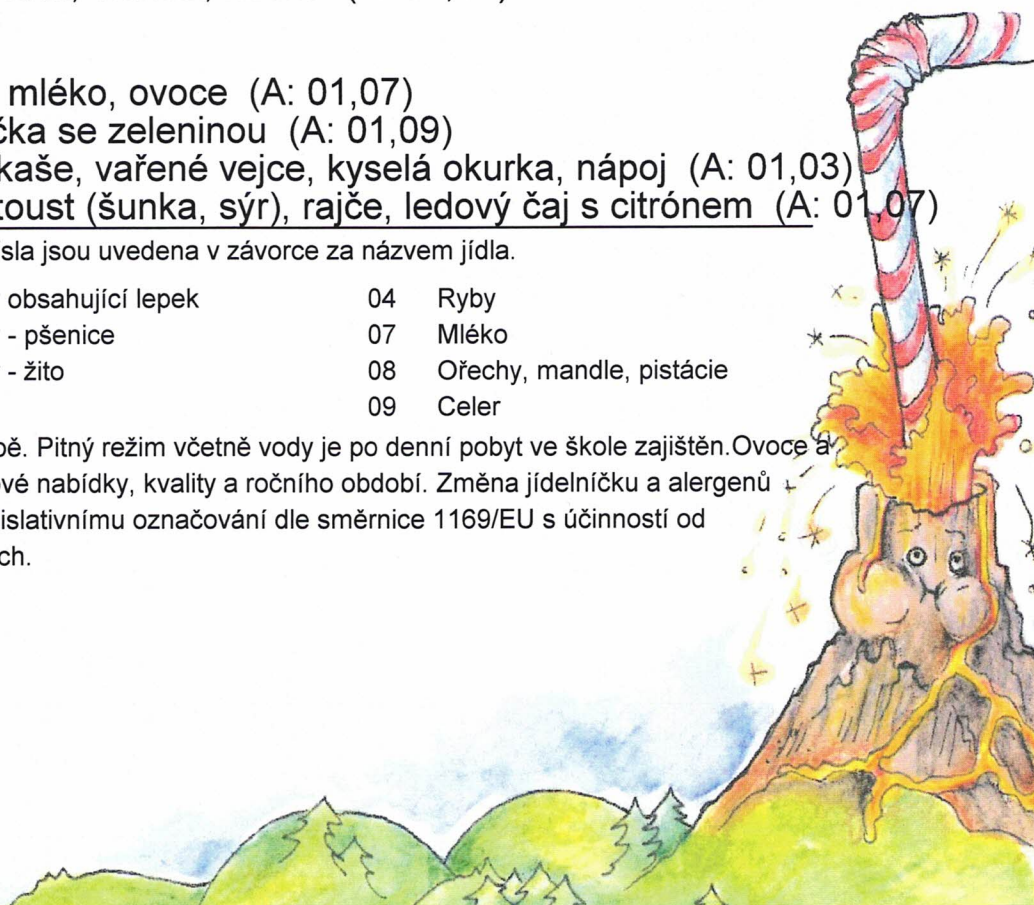 mléko, ovoce (A: 01,07)
čka se zeleninou (A: 01,09)
kaše, vařené vejce, kyselá okurka, nápoj (A: 01,03)
toust (šunka, sýr), rajče, ledový čaj s citrónem (A: 01,07)
sla jsou uvedena v závorce za názvem jídla.
obsahující lepek 04 Ryby
- pšenice 07 Mléko
- žito 08 Ořechy, mandle, pistácie
09 Celer
bě. Pitný režim včetně vody je po denní pobyt ve škole zajištěn.Ovoce a
vé nabídky, kvality a ročního období. Změna jídelníčku a alergenů
islativnímu označování dle směrnice 1169/EU s účinností od
ch.